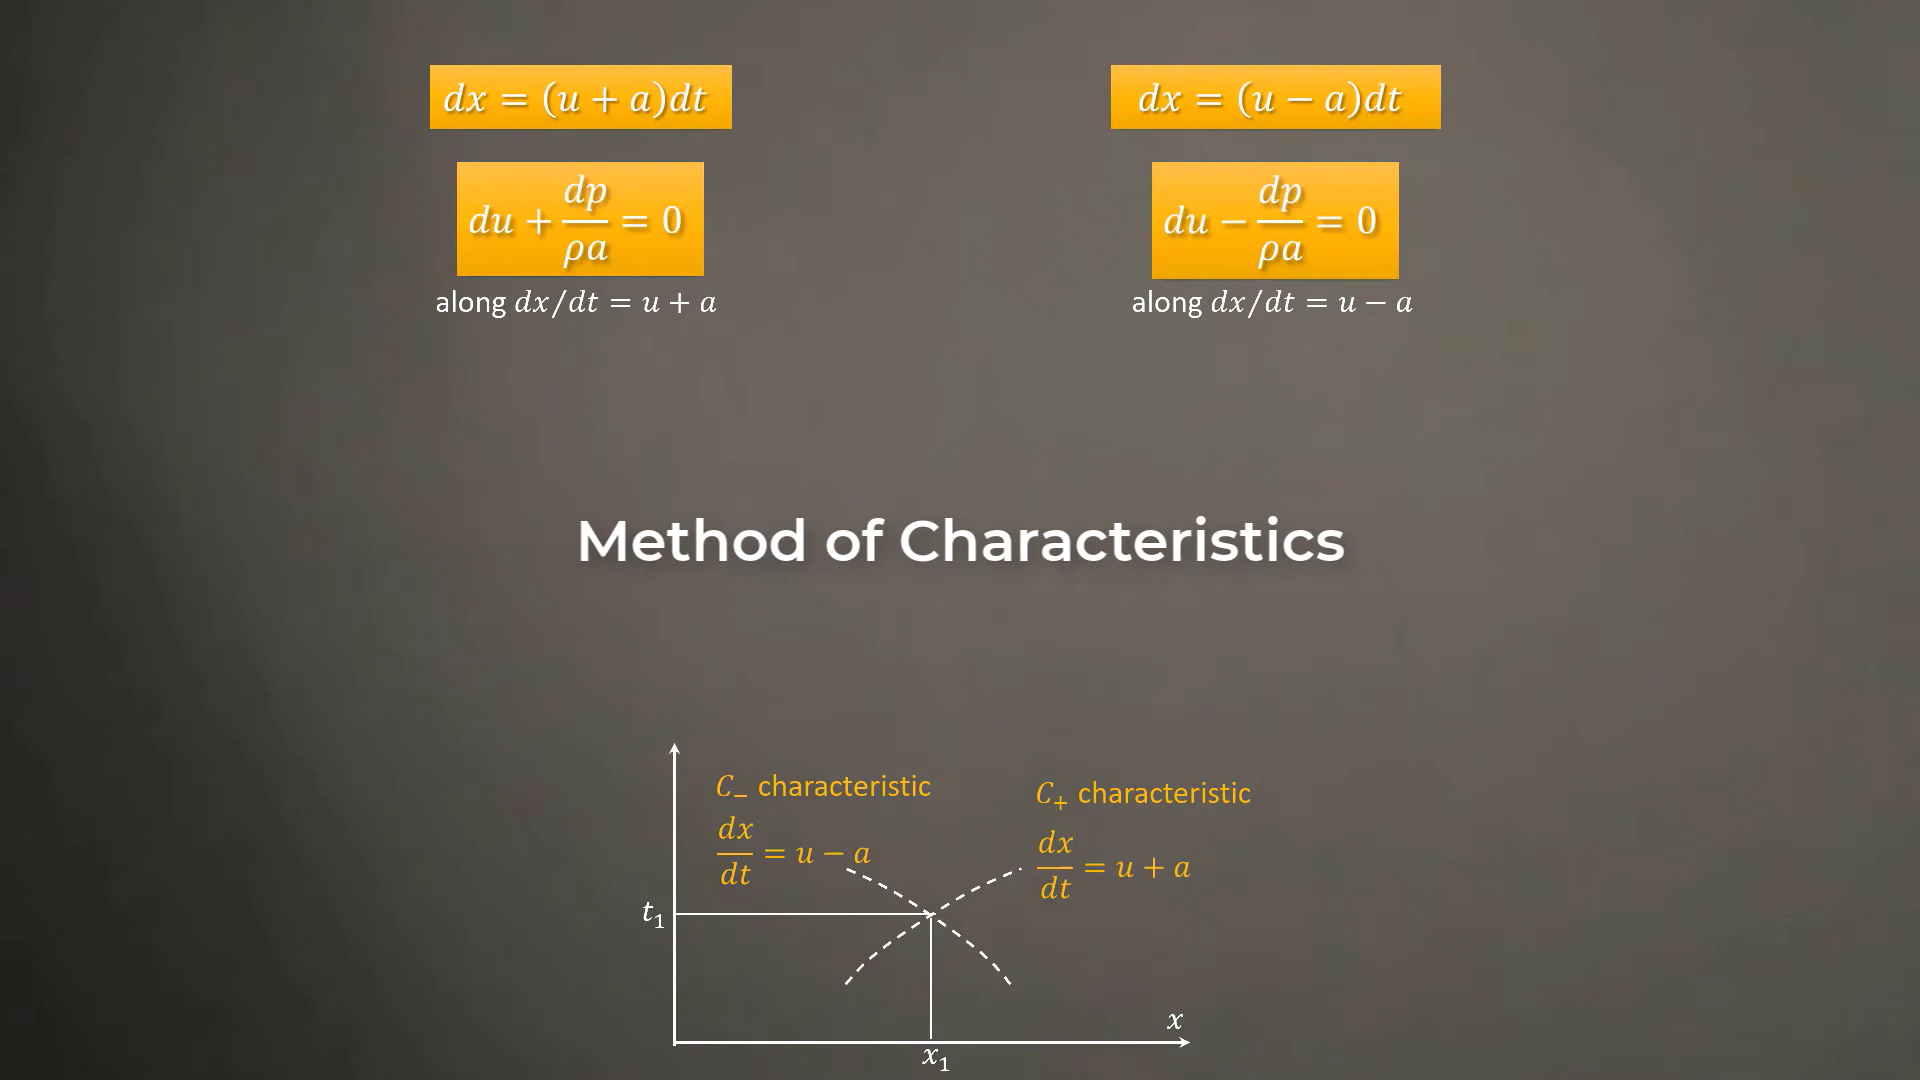 dx = (u + a)dt
dx = (u − a)dt
du + dp/ρa = 0
du − dp/ρa = 0
along dx/dt = u + a
along dx/dt = u − a
Method of Characteristics
C₋ characteristic
C₊ characteristic
dx/dt = u − a
dx/dt = u + a
t₁
x
x₁